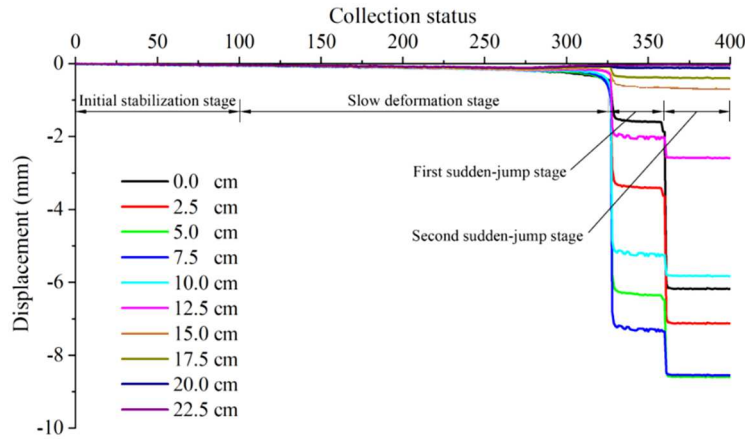 Collection status
0 50 100 150 200 250 300 350 400
0
Initial stabilization stage
Slow deformation stage
-2
First sudden-jump stage
0.0 cm
2.5 cm
-4
5.0 cm
Second sudden-jump stage
7.5 cm
10.0 cm
-6
12.5 cm
15.0 cm
17.5 cm
-8
20.0 cm
22.5 cm
-10
Displacement (mm)